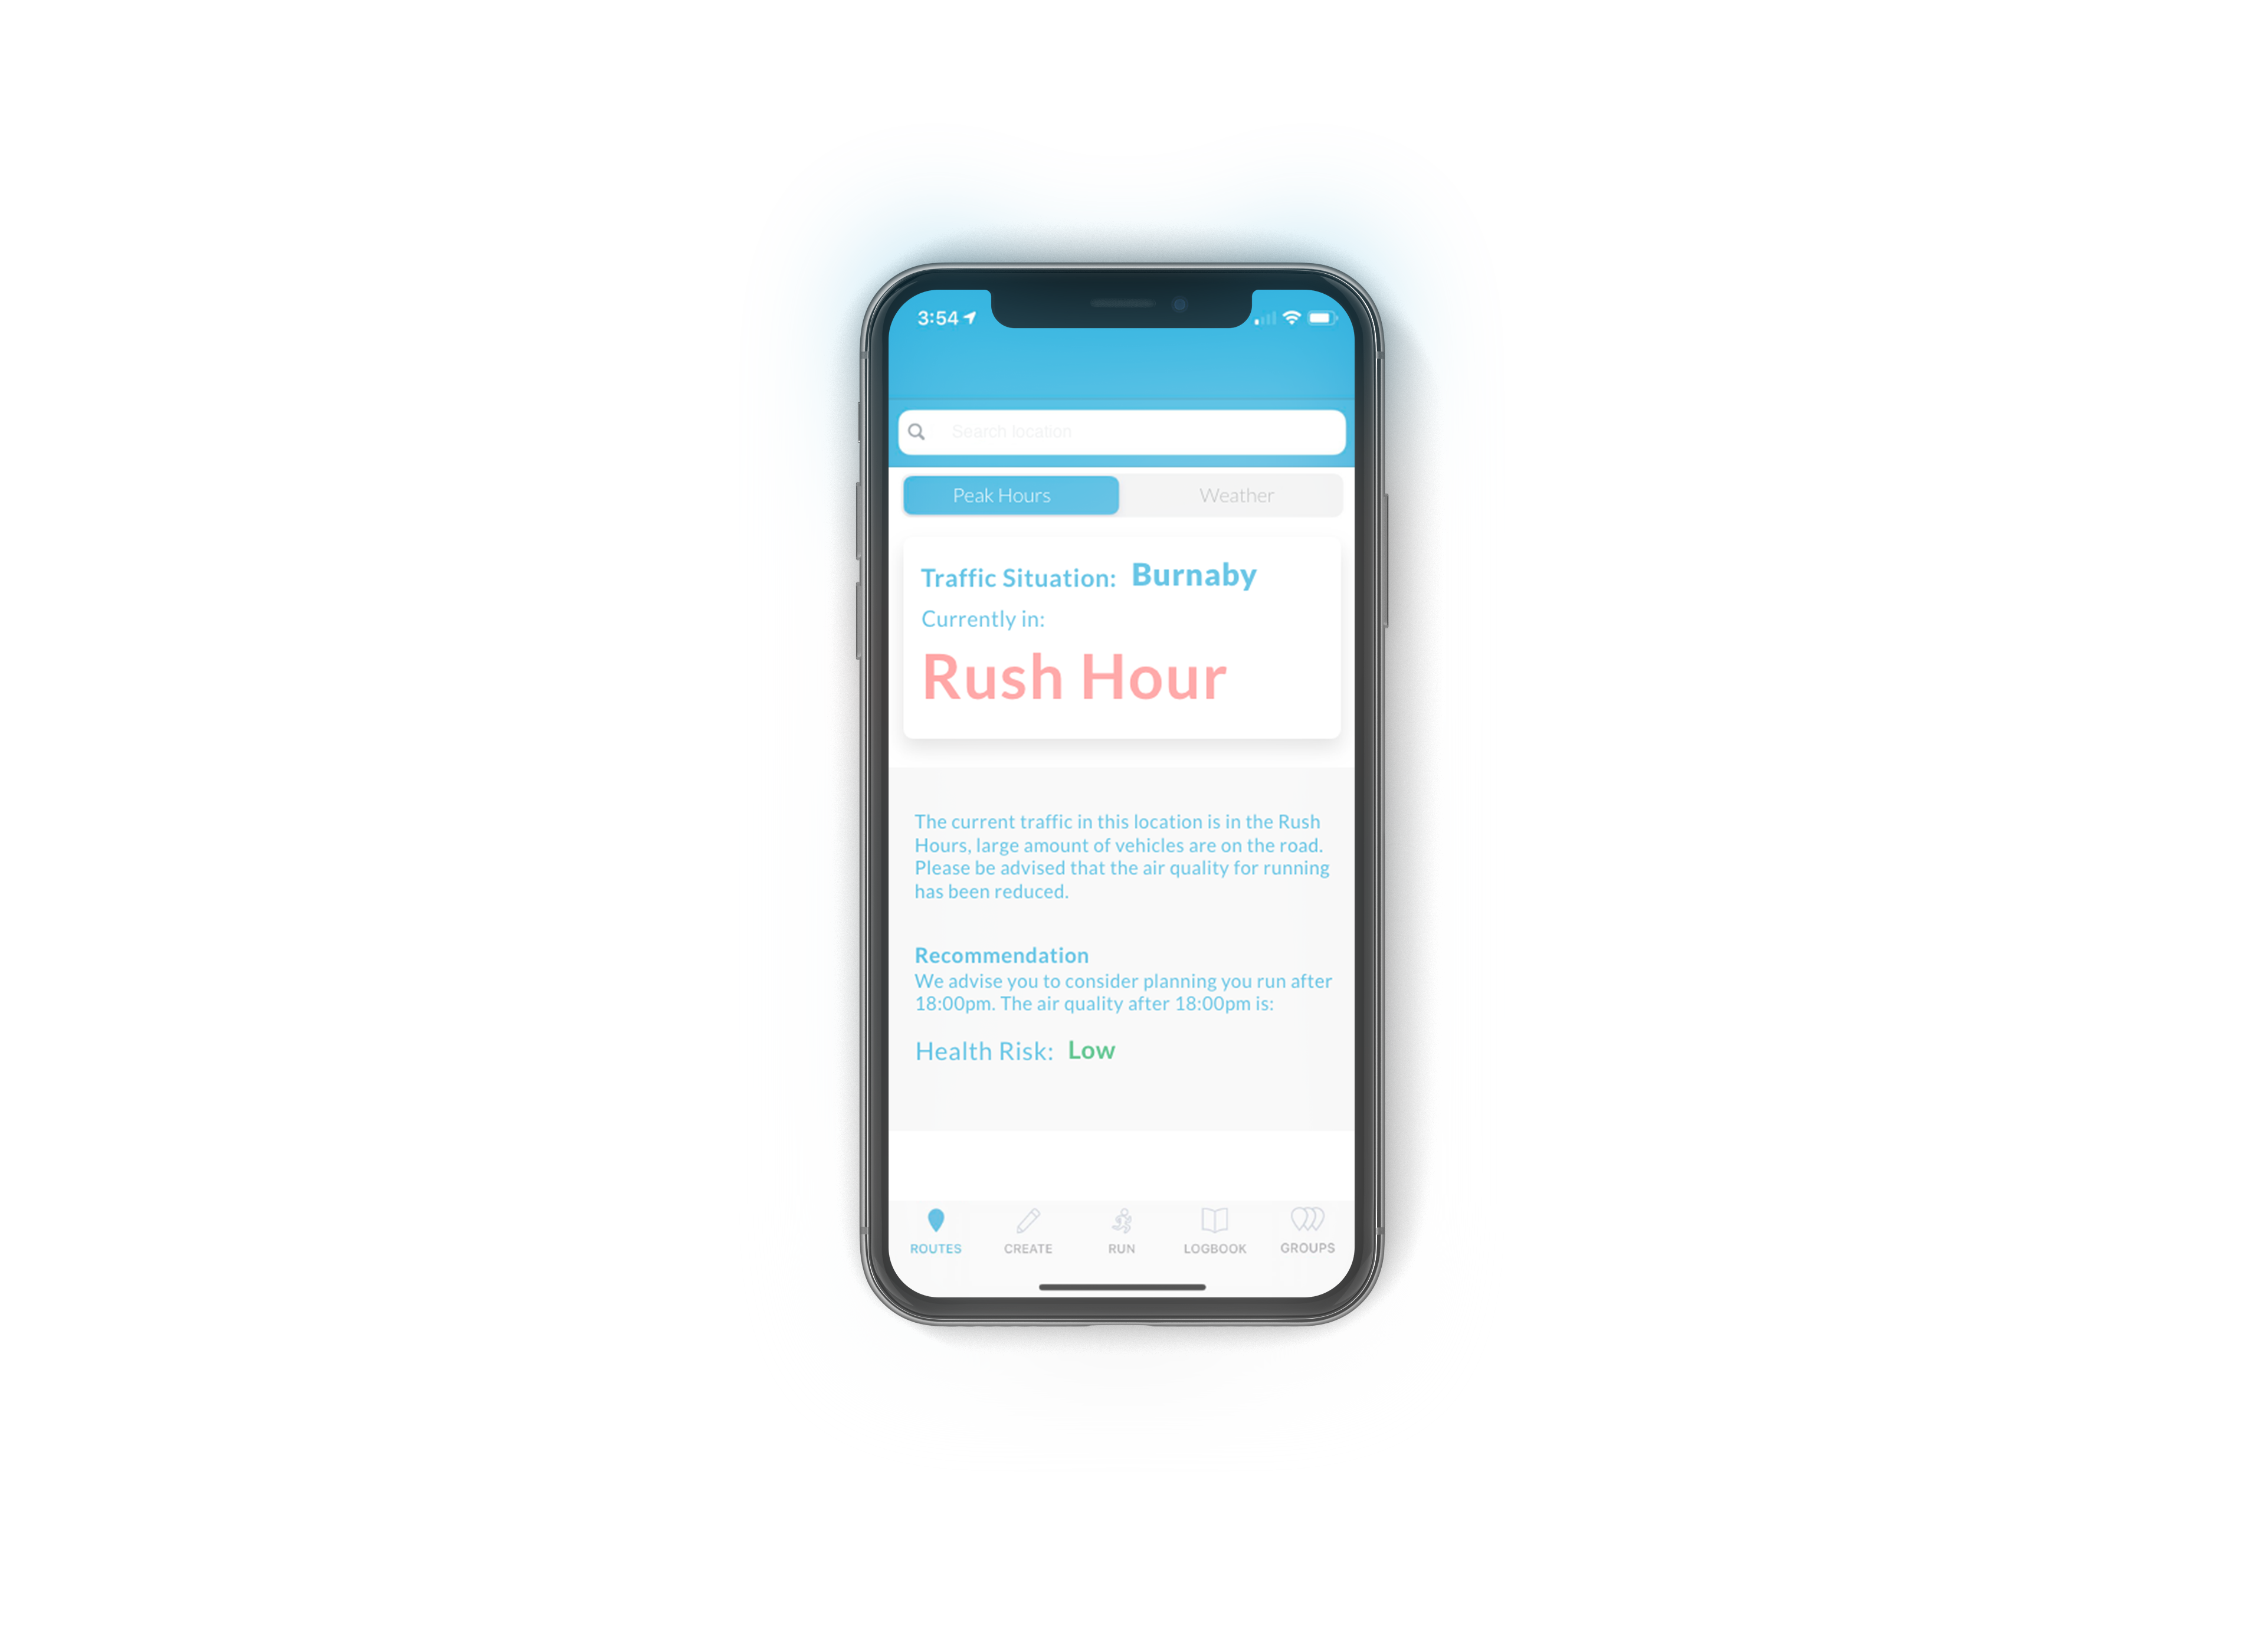 3:54
Search location
Peak Hours Weather
Traffic Situation: Burnaby
Currently in:
Rush Hour
The current traffic in this location is in the Rush
Hours, large amount of vehicles are on the road.
Please be advised that the air quality for running
has been reduced.
Recommendation
We advise you to consider planning you run after
18:00pm. The air quality after 18:00pm is:
Health Risk: Low
ROUTES CREATE RUN LOGBOOK GROUPS